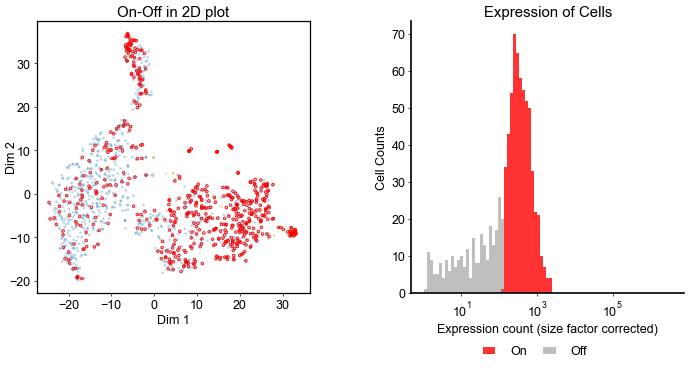 On-Off in 2D plot
Dim 2
30
20
10
0
−10
−20
−20 −10 0 10 20 30
Dim 1
Expression of Cells
Cell Counts
70
60
50
40
30
20
10
0
10^1 10^3 10^5
Expression count (size factor corrected)
On Off